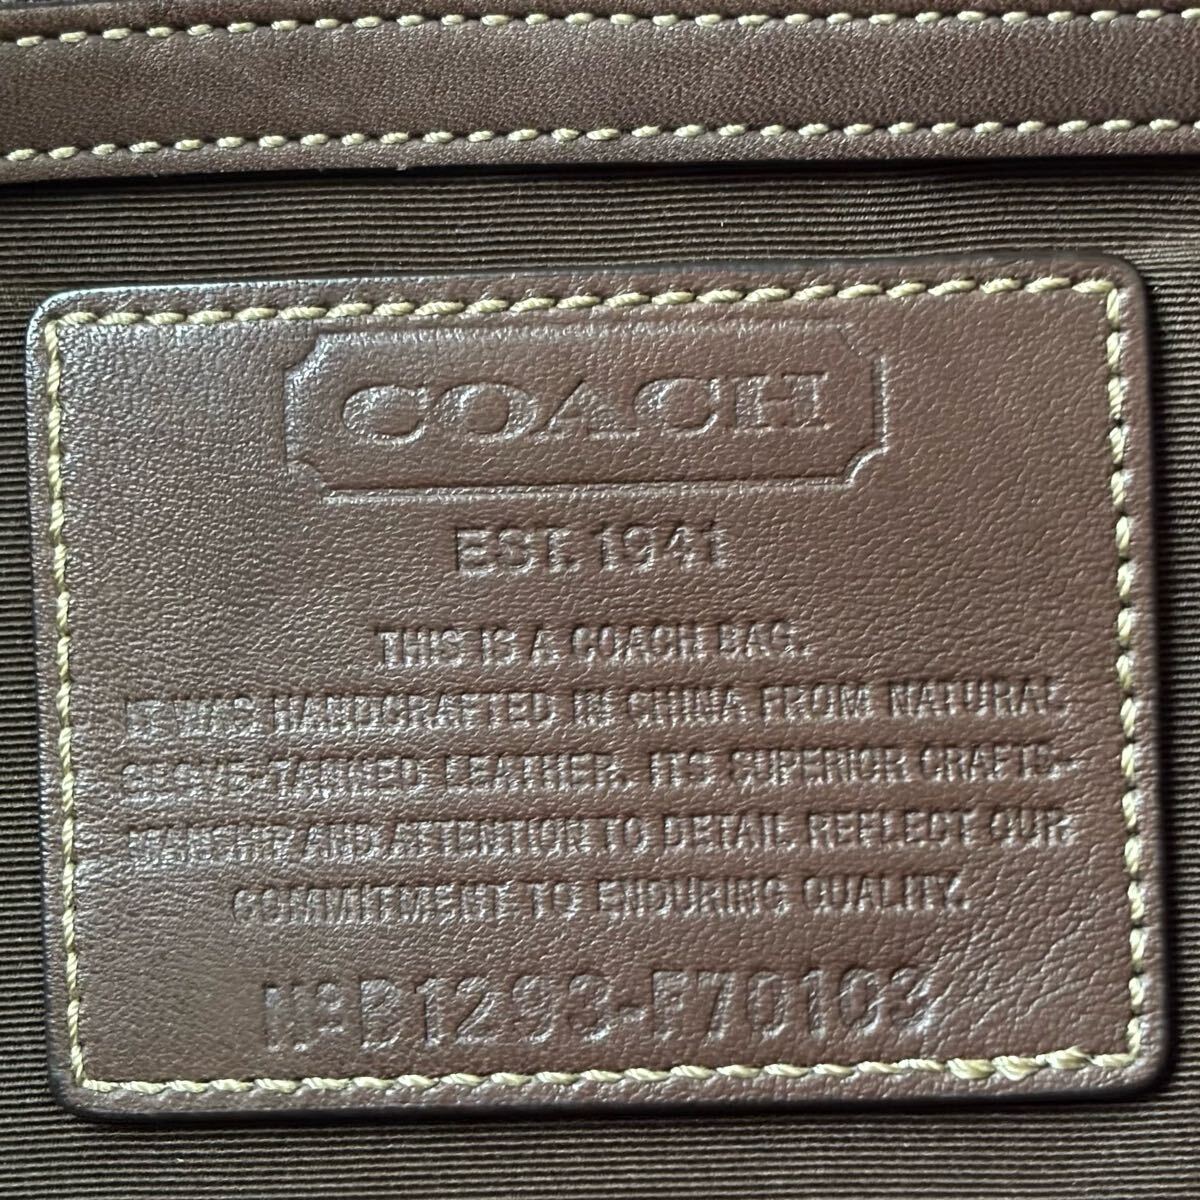 COACH
EST. 1941
THIS IS A COACH BAG.
IT WAS HANDCRAFTED IN CHINA FROM NATURAL
GLOVE-TANNED LEATHER. ITS SUPERIOR CRAFTS-
MANSHIP AND ATTENTION TO DETAIL REFLECT OUR
COMMITMENT TO ENDURING QUALITY.
Nº B1293-F70103